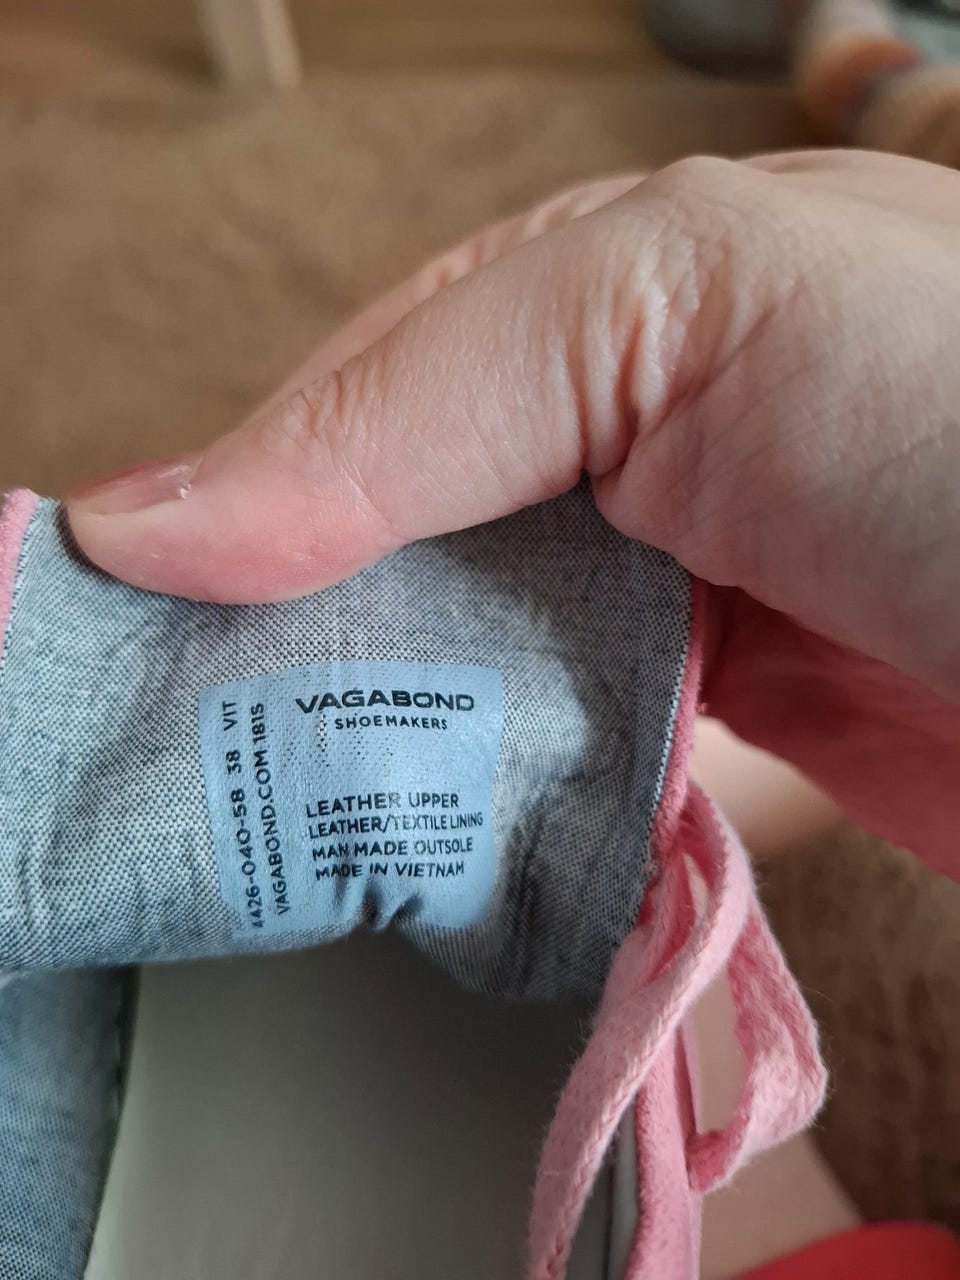 VAGABOND
SHOEMAKERS
LEATHER UPPER
LEATHER/TEXTILE LINING
MAN MADE OUTSOLE
MADE IN VIETNAM
4426-040-58 38 VIT
VAGABOND.COM 181S